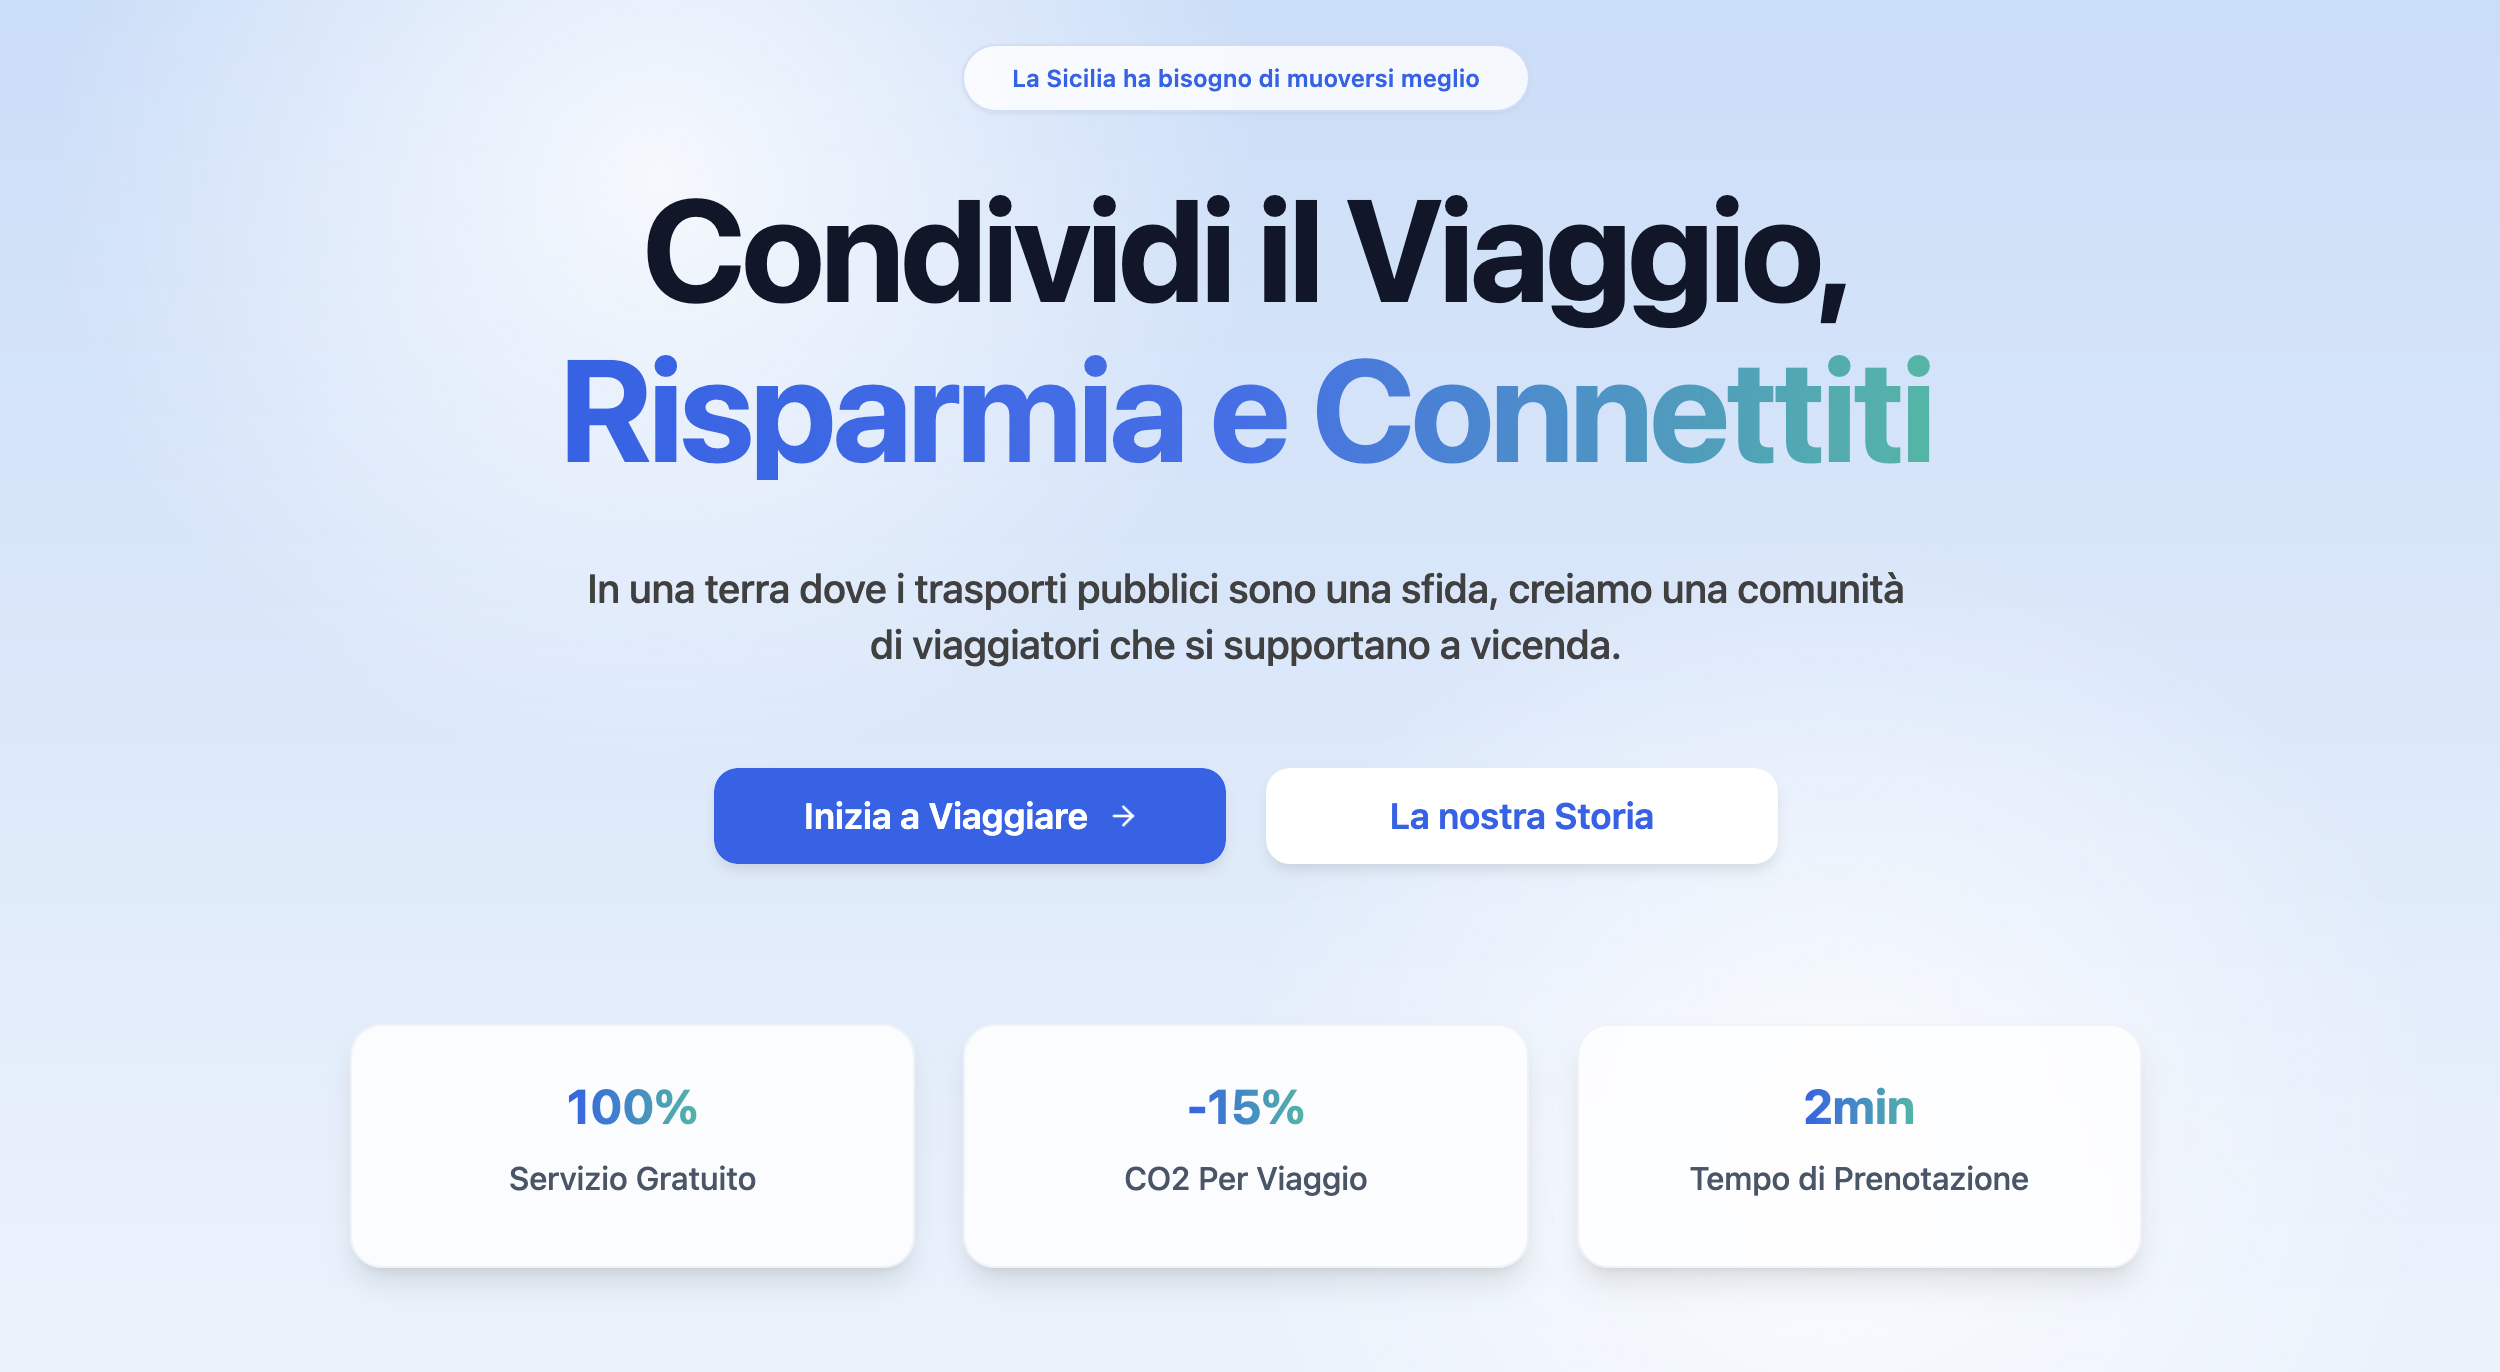 La Sicilia ha bisogno di muoversi meglio
Condividi il Viaggio,
Risparmia e Connettiti
In una terra dove i trasporti pubblici sono una sfida, creiamo una comunità
di viaggiatori che si supportano a vicenda.
Inizia a Viaggiare →
La nostra Storia
100%
Servizio Gratuito
-15%
CO2 Per Viaggio
2min
Tempo di Prenotazione